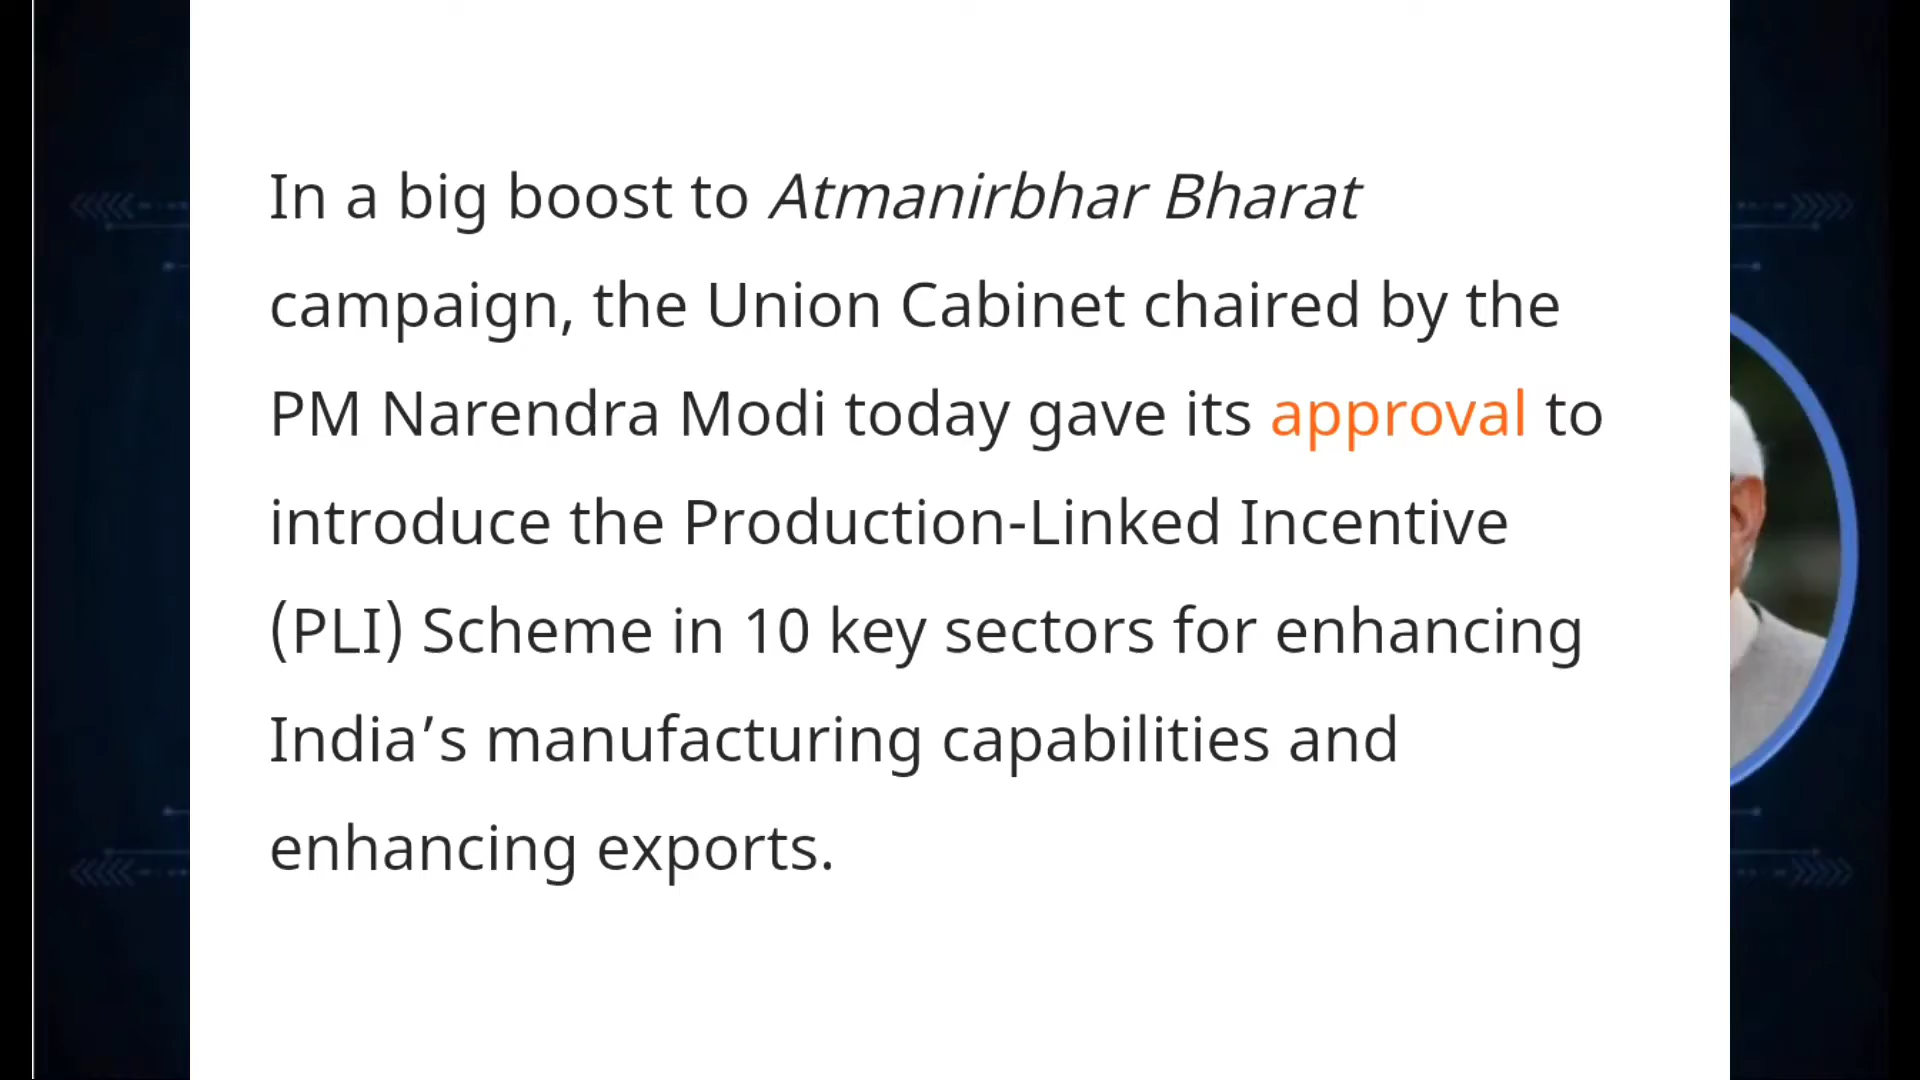 In a big boost to Atmanirbhar Bharat
campaign, the Union Cabinet chaired by the
PM Narendra Modi today gave its approval to
introduce the Production-Linked Incentive
(PLI) Scheme in 10 key sectors for enhancing
India’s manufacturing capabilities and
enhancing exports.